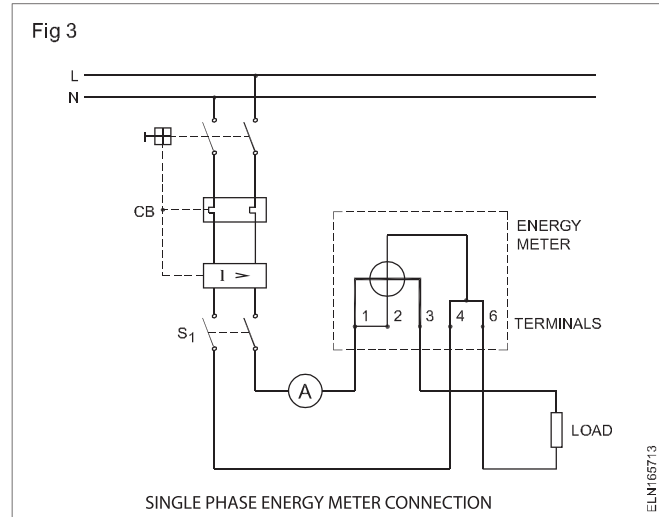 Fig 3
L
N
CB
I >
S1
A
ENERGY
METER
1 2 3 4 6
TERMINALS
LOAD
SINGLE PHASE ENERGY METER CONNECTION
ELN165713